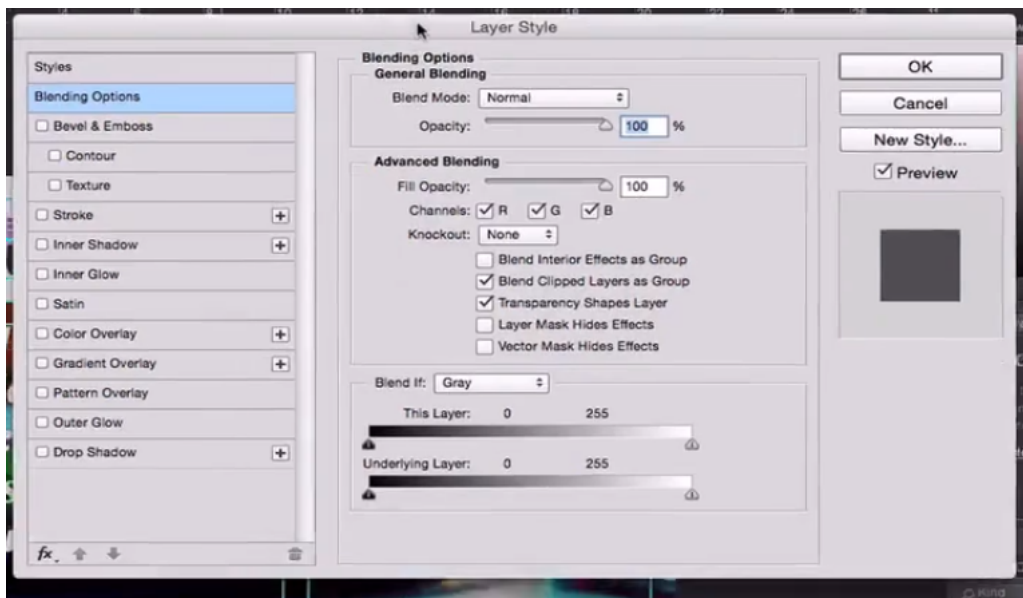 Layer Style
Styles
Blending Options
Bevel & Emboss
Contour
Texture
Stroke
Inner Shadow
Inner Glow
Satin
Color Overlay
Gradient Overlay
Pattern Overlay
Outer Glow
Drop Shadow
fx
Blending Options
General Blending
Blend Mode: Normal
Opacity: 100 %
Advanced Blending
Fill Opacity: 100 %
Channels: R G B
Knockout: None
Blend Interior Effects as Group
Blend Clipped Layers as Group
Transparency Shapes Layer
Layer Mask Hides Effects
Vector Mask Hides Effects
Blend If: Gray
This Layer: 0 255
Underlying Layer: 0 255
OK
Cancel
New Style...
Preview
Kind